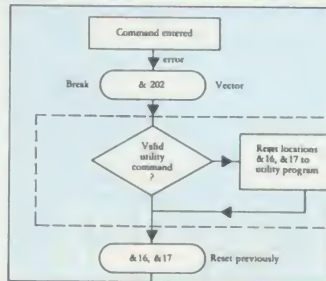 Command entered
error
Break
& 202
Vector
Valid
utility
command
?
Reset locations
&16, &17 to
utility program
&16, &17
Reset previously